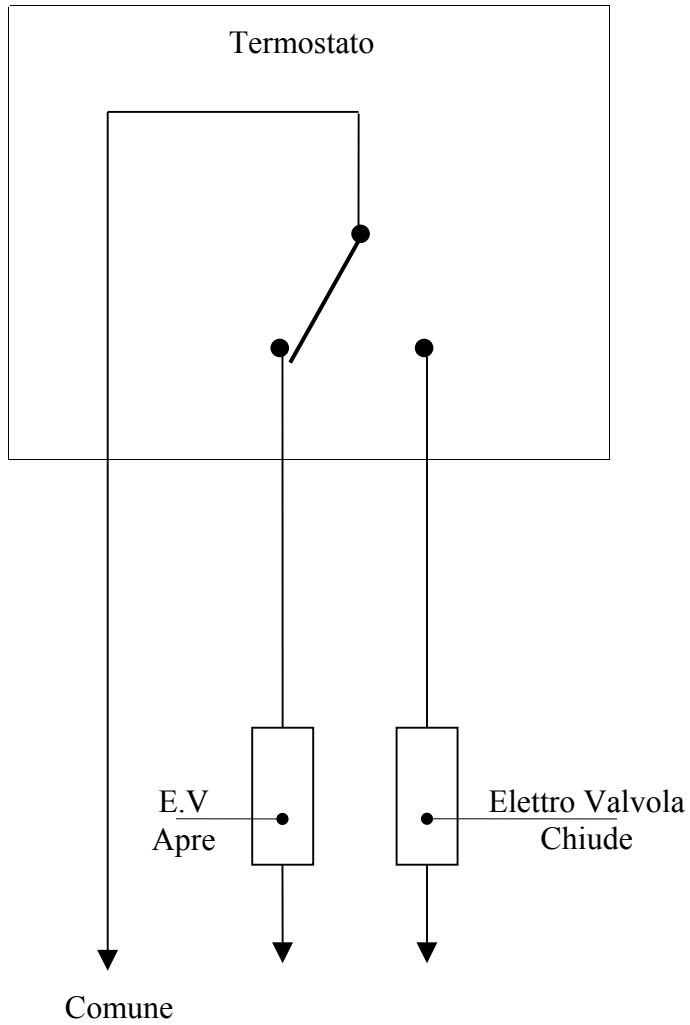 Termostato
E.V
Apre
Elettro Valvola
Chiude
Comune